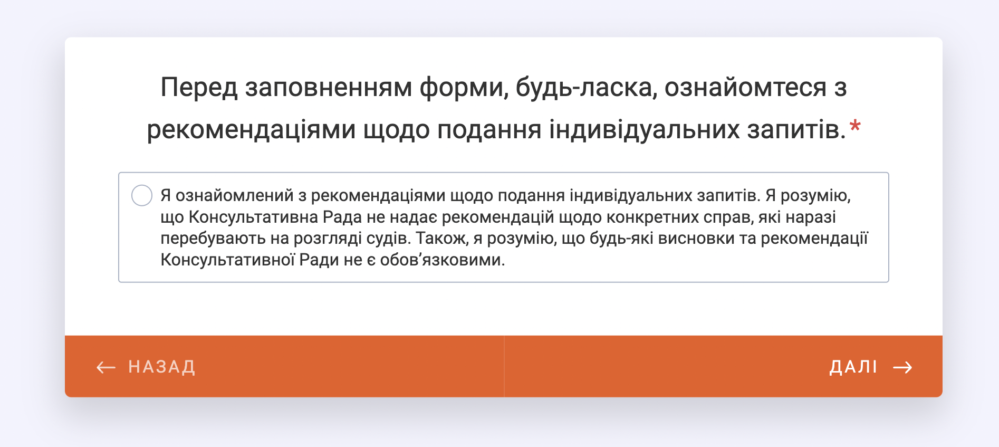 Перед заповненням форми, будь-ласка, ознайомтеся з
рекомендаціями щодо подання індивідуальних запитів.*
Я ознайомлений з рекомендаціями щодо подання індивідуальних запитів. Я розумію,
що Консультативна Рада не надає рекомендацій щодо конкретних справ, які наразі
перебувають на розгляді судів. Також, я розумію, що будь-які висновки та рекомендації
Консультативної Ради не є обов’язковими.
← НАЗАД
ДАЛІ →